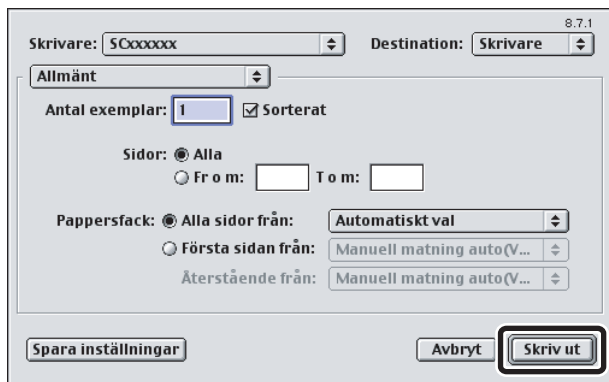 8.7.1
Skrivare: SCxxxxxx Destination: Skrivare
Allmänt
Antal exemplar: 1 Sorterat
Sidor: Alla
Fr o m: T o m:
Pappersfack: Alla sidor från: Automatiskt val
Första sidan från: Manuell matning auto(V...
Återstående från: Manuell matning auto(V...
Spara inställningar Avbryt Skriv ut